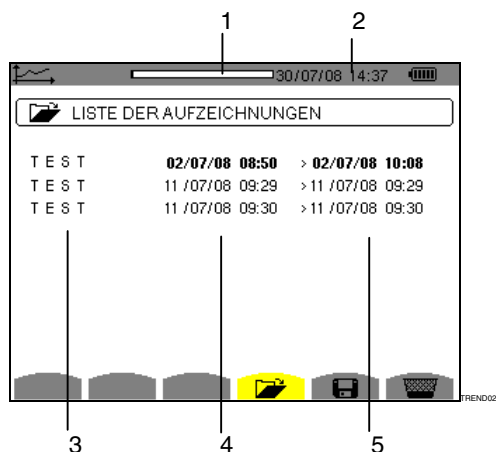 1 2
30/07/08 14:37
LISTE DER AUFZEICHNUNGEN
T E S T 02/07/08 08:50 > 02/07/08 10:08
T E S T 11 /07/08 09:29 > 11 /07/08 09:29
T E S T 11 /07/08 09:30 > 11 /07/08 09:30
TREND02
3 4 5